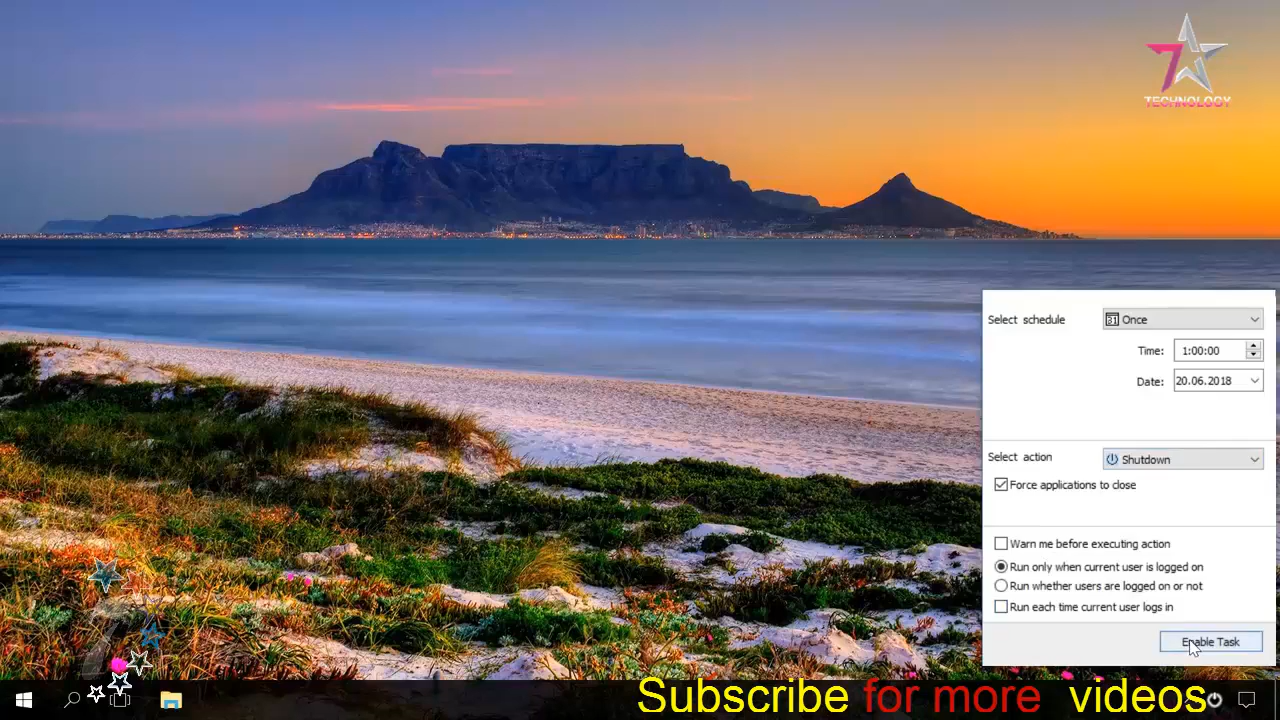 7
TECHNOLOGY
Select schedule
31 Once
Time: 1:00:00
Date: 20.06.2018
Select action
Shutdown
Force applications to close
Warn me before executing action
Run only when current user is logged on
Run whether users are logged on or not
Run each time current user logs in
Enable Task
Subscribe for more videos